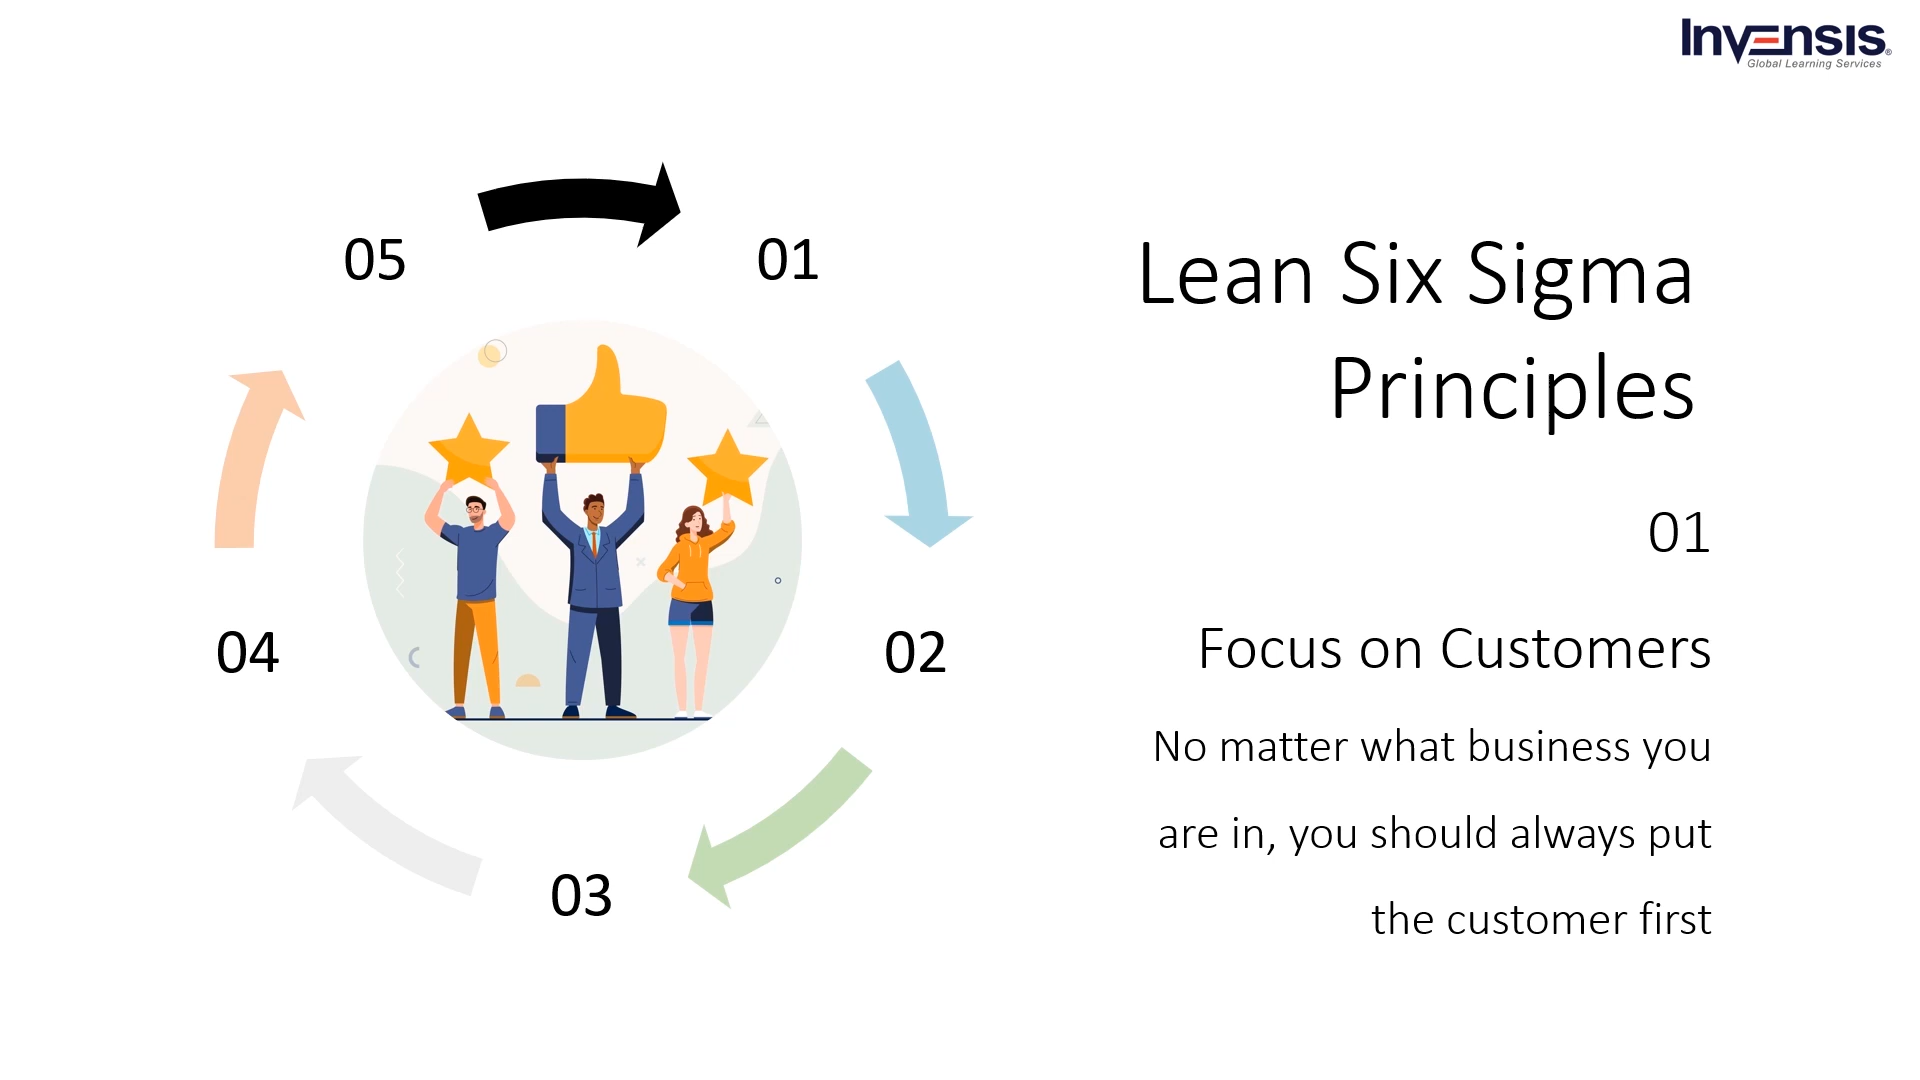 Invensis®
Global Learning Services
05
01
04
02
03
Lean Six Sigma
Principles
01
Focus on Customers
No matter what business you
are in, you should always put
the customer first